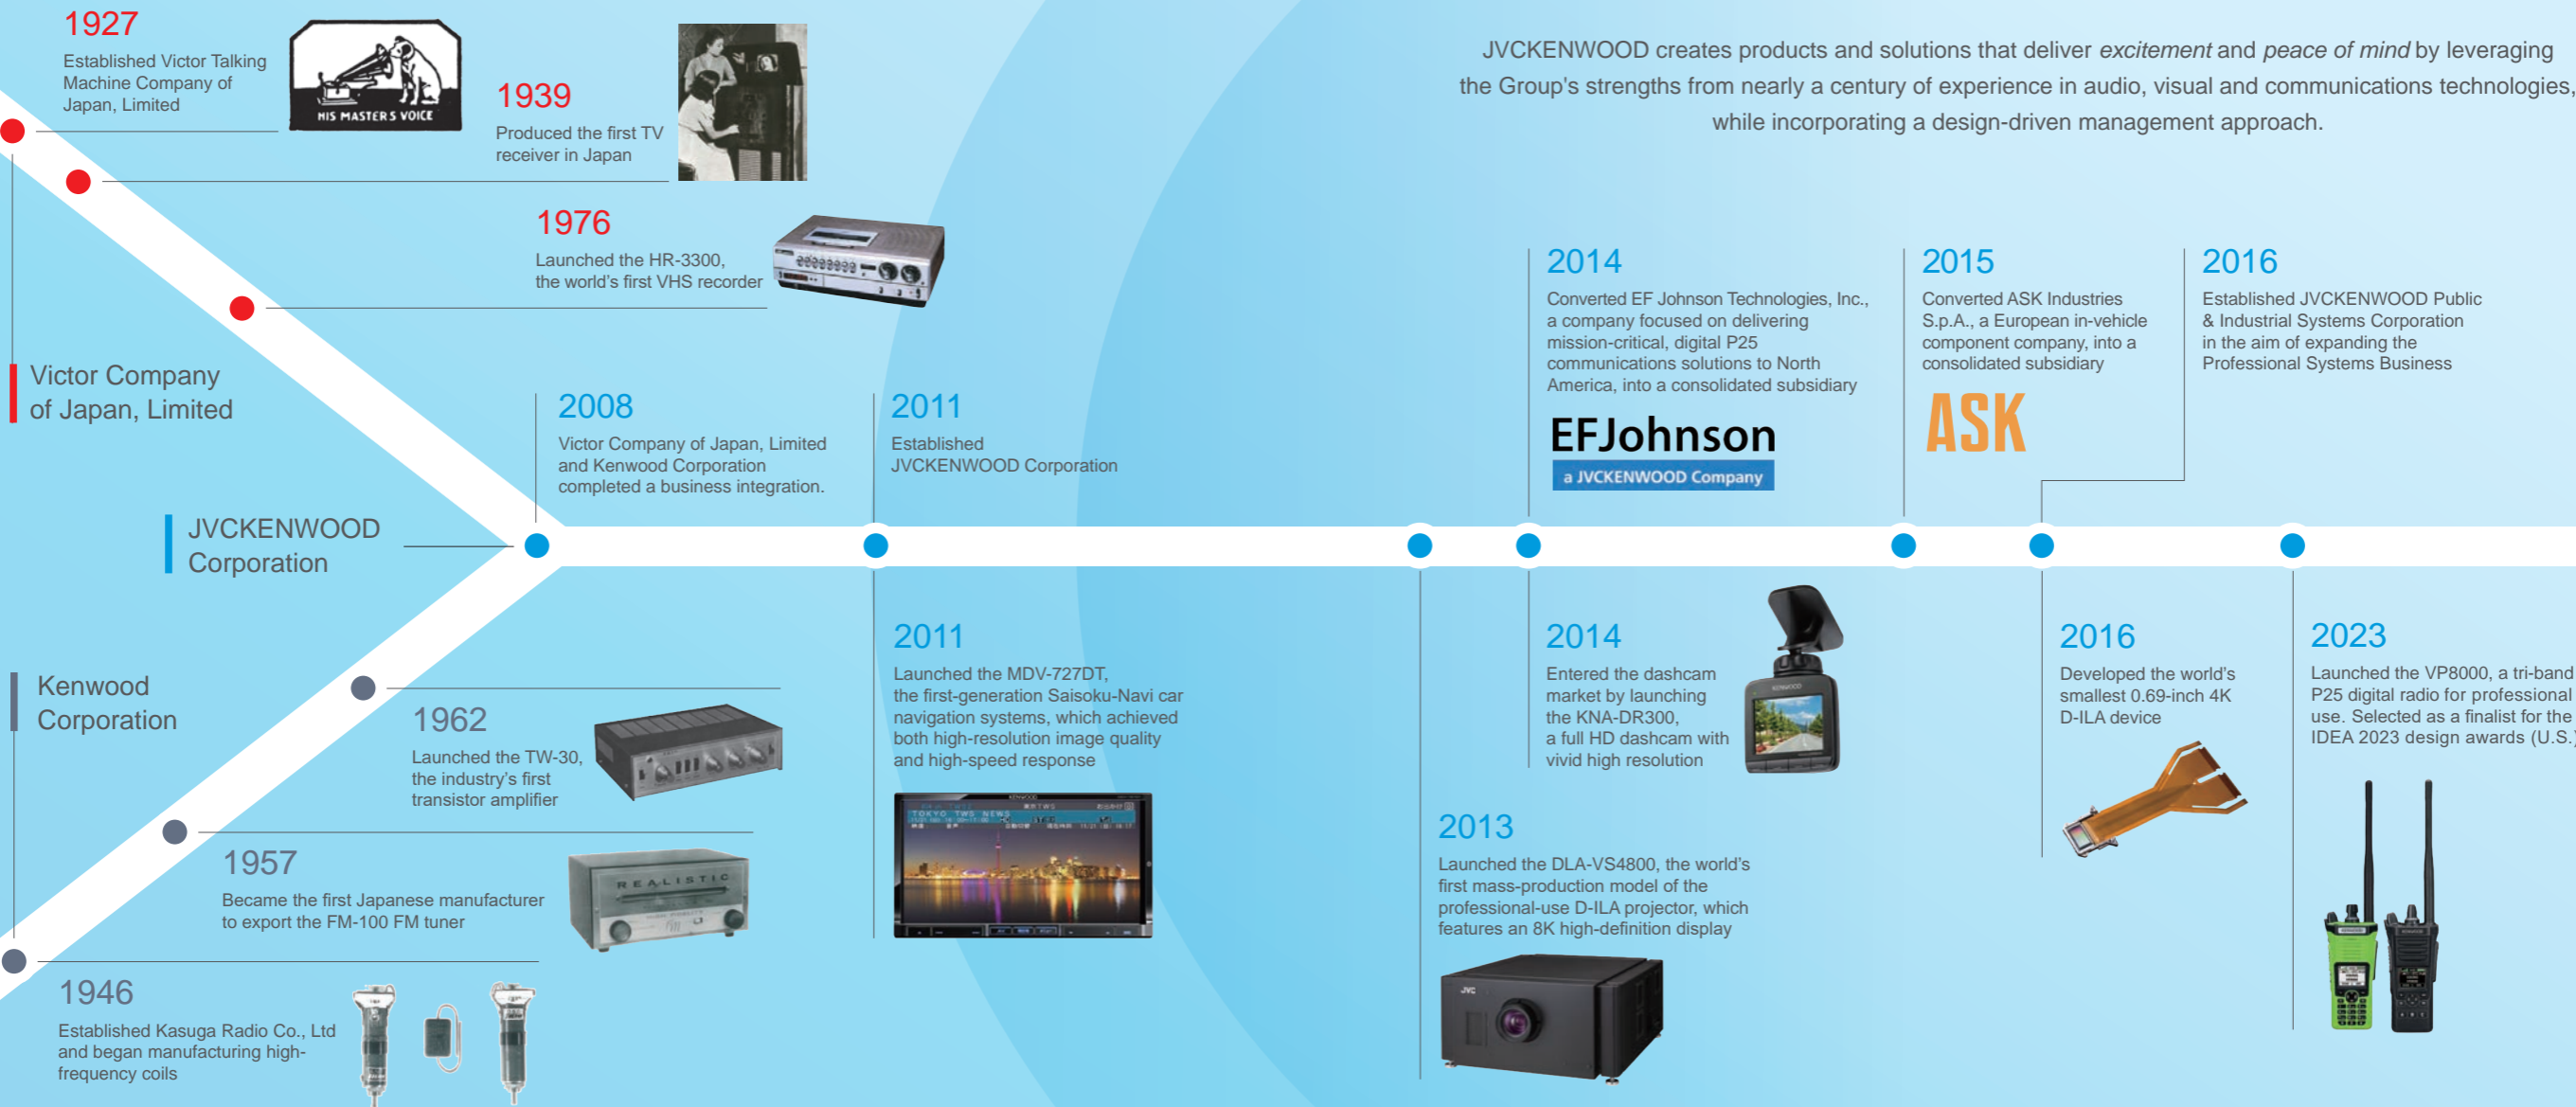 1927
Established Victor Talking
Machine Company of
Japan, Limited
HIS MASTERS VOICE
1939
Produced the first TV
receiver in Japan
1976
Launched the HR-3300,
the world's first VHS recorder
Victor Company
of Japan, Limited
JVCKENWOOD creates products and solutions that deliver excitement and peace of mind by leveraging
the Group's strengths from nearly a century of experience in audio, visual and communications technologies,
while incorporating a design-driven management approach.
2008
Victor Company of Japan, Limited
and Kenwood Corporation
completed a business integration.
2011
Established
JVCKENWOOD Corporation
2014
Converted EF Johnson Technologies, Inc.,
a company focused on delivering
mission-critical, digital P25
communications solutions to North
America, into a consolidated subsidiary
EFJohnson
a JVCKENWOOD Company
2015
Converted ASK Industries
S.p.A., a European in-vehicle
component company, into a
consolidated subsidiary
ASK
2016
Established JVCKENWOOD Public
& Industrial Systems Corporation
in the aim of expanding the
Professional Systems Business
JVCKENWOOD
Corporation
Kenwood
Corporation
1962
Launched the TW-30,
the industry's first
transistor amplifier
1957
Became the first Japanese manufacturer
to export the FM-100 FM tuner
REALISTIC
1946
Established Kasuga Radio Co., Ltd
and began manufacturing high-
frequency coils
2011
Launched the MDV-727DT,
the first-generation Saisoku-Navi car
navigation systems, which achieved
both high-resolution image quality
and high-speed response
KENWOOD
TOKYO TWS NEWS
2013
Launched the DLA-VS4800, the world's
first mass-production model of the
professional-use D-ILA projector, which
features an 8K high-definition display
JVC
2014
Entered the dashcam
market by launching
the KNA-DR300,
a full HD dashcam with
vivid high resolution
KENWOOD
2016
Developed the world's
smallest 0.69-inch 4K
D-ILA device
2023
Launched the VP8000, a tri-band
P25 digital radio for professional
use. Selected as a finalist for the
IDEA 2023 design awards (U.S.)
KENWOOD
KENWOOD